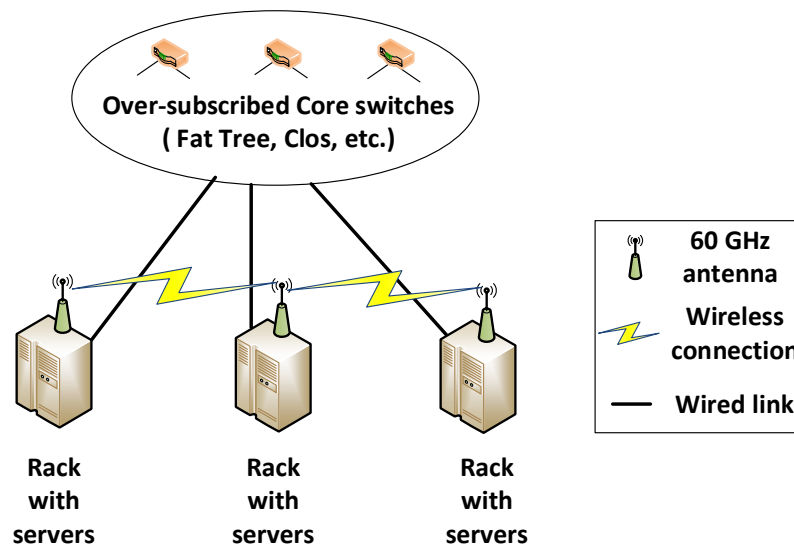 Over-subscribed Core switches
( Fat Tree, Clos, etc.)
60 GHz
antenna
Wireless
connection
Wired link
Rack
with
servers
Rack
with
servers
Rack
with
servers